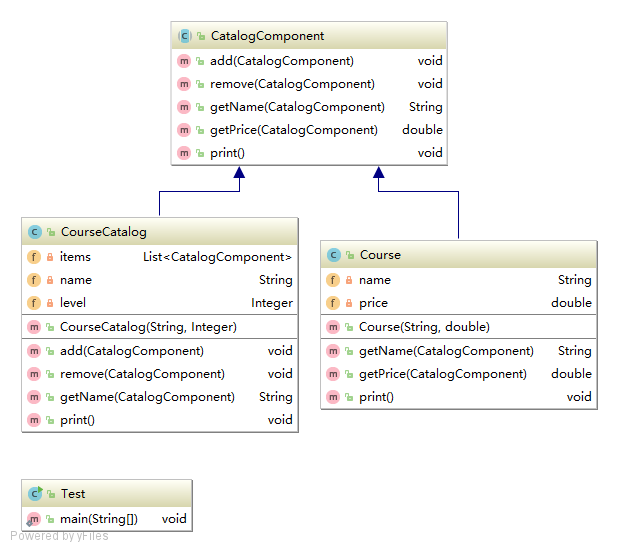 CatalogComponent
add(CatalogComponent) void
remove(CatalogComponent) void
getName(CatalogComponent) String
getPrice(CatalogComponent) double
print() void
CourseCatalog
items List<CatalogComponent>
name String
level Integer
CourseCatalog(String, Integer)
add(CatalogComponent) void
remove(CatalogComponent) void
getName(CatalogComponent) String
print() void
Course
name String
price double
Course(String, double)
getName(CatalogComponent) String
getPrice(CatalogComponent) double
print() void
Test
main(String[]) void
Powered by yFiles